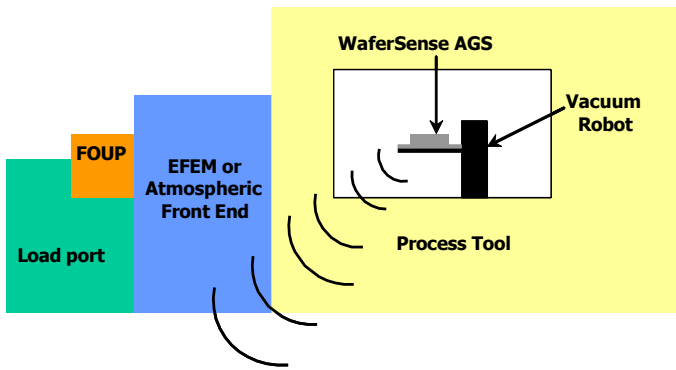 WaferSense AGS
Vacuum
Robot
FOUP
EFEM or
Atmospheric
Front End
Load port
Process Tool